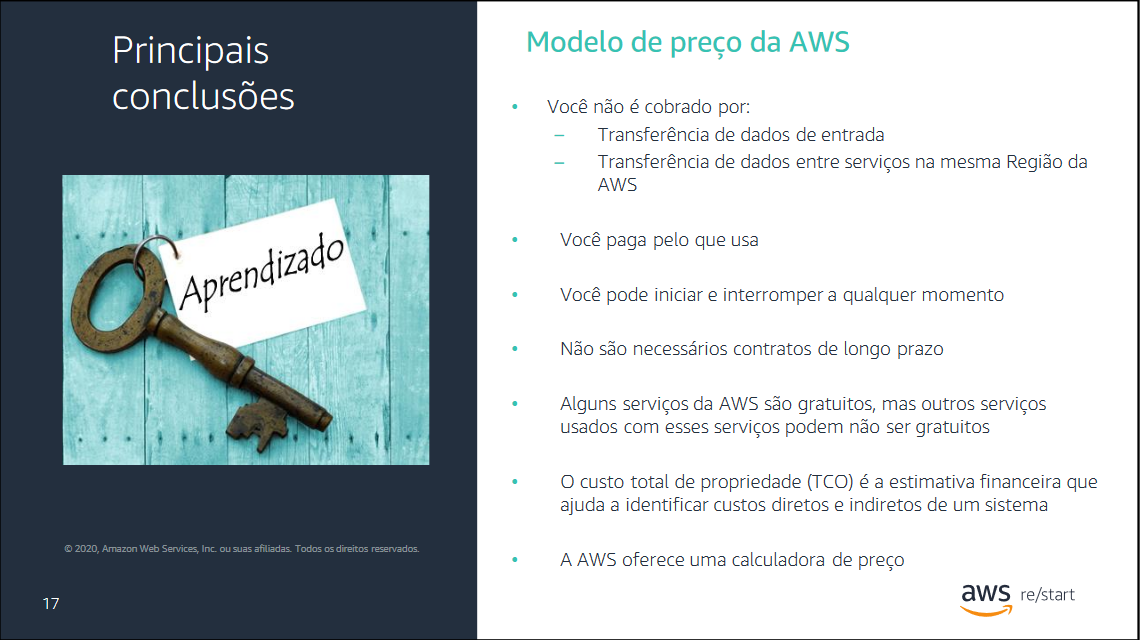 Principais
conclusões
Aprendizado
© 2020, Amazon Web Services, Inc. ou suas afiliadas. Todos os direitos reservados.
17
Modelo de preço da AWS
• Você não é cobrado por:
– Transferência de dados de entrada
– Transferência de dados entre serviços na mesma Região da
AWS
• Você paga pelo que usa
• Você pode iniciar e interromper a qualquer momento
• Não são necessários contratos de longo prazo
• Alguns serviços da AWS são gratuitos, mas outros serviços
usados com esses serviços podem não ser gratuitos
• O custo total de propriedade (TCO) é a estimativa financeira que
ajuda a identificar custos diretos e indiretos de um sistema
• A AWS oferece uma calculadora de preço
aws re/start